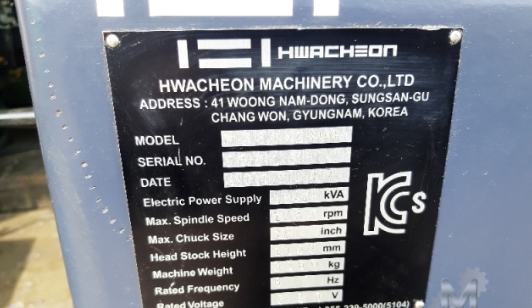 HWACHEON
HWACHEON MACHINERY CO.,LTD
ADDRESS : 41 WOONG NAM-DONG, SUNGSAN-GU
CHANG WON, GYUNGNAM, KOREA
MODEL
SERIAL NO.
DATE
Electric Power Supply kVA
Max. Spindle Speed rpm
Max. Chuck Size inch
Head Stock Height mm
Machine Weight kg
Rated Frequency Hz
Rated Voltage V
KCs